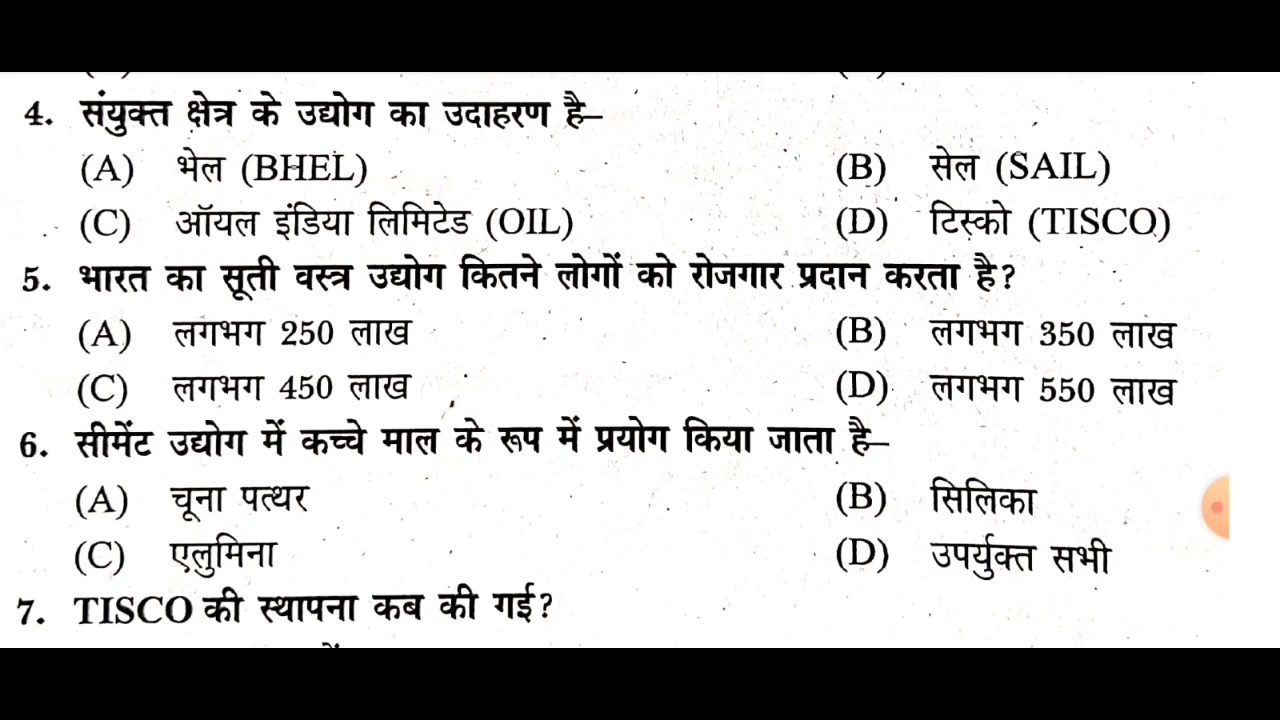 4. संयुक्त क्षेत्र के उद्योग का उदाहरण है–
(A) भेल (BHEL) (B) सेल (SAIL)
(C) ऑयल इंडिया लिमिटेड (OIL) (D) टिस्को (TISCO)
5. भारत का सूती वस्त्र उद्योग कितने लोगों को रोजगार प्रदान करता है?
(A) लगभग 250 लाख (B) लगभग 350 लाख
(C) लगभग 450 लाख (D) लगभग 550 लाख
6. सीमेंट उद्योग में कच्चे माल के रूप में प्रयोग किया जाता है–
(A) चूना पत्थर (B) सिलिका
(C) एलुमिना (D) उपर्युक्त सभी
7. TISCO की स्थापना कब की गई?